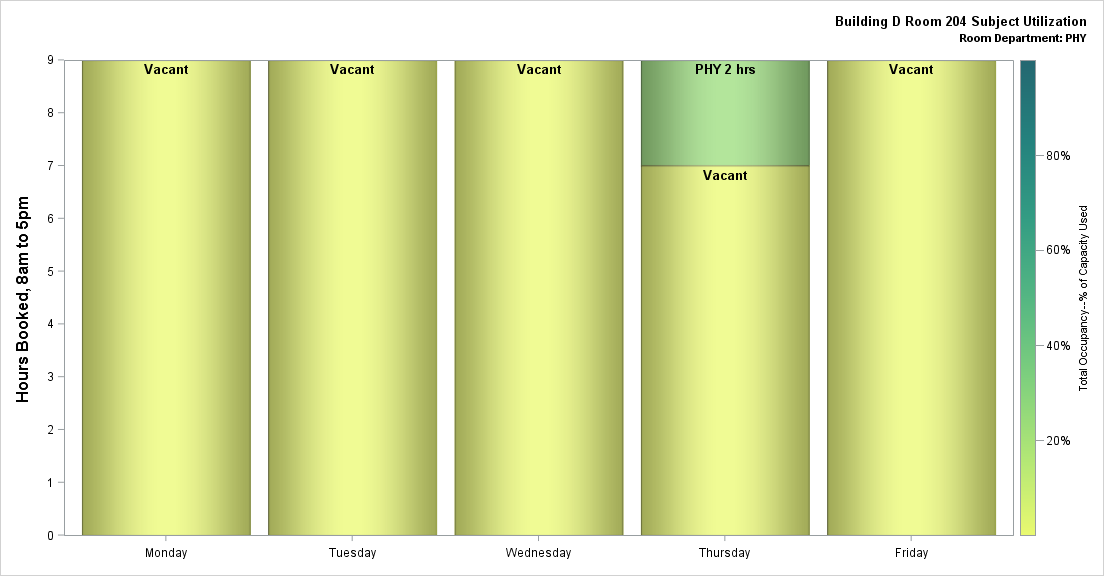 Building D Room 204 Subject Utilization
Room Department: PHY
Hours Booked, 8am to 5pm
9
8
7
6
5
4
3
2
1
0
Vacant
Vacant
Vacant
PHY 2 hrs
Vacant
Vacant
Monday
Tuesday
Wednesday
Thursday
Friday
80%
60%
40%
20%
Total Occupancy--% of Capacity Used